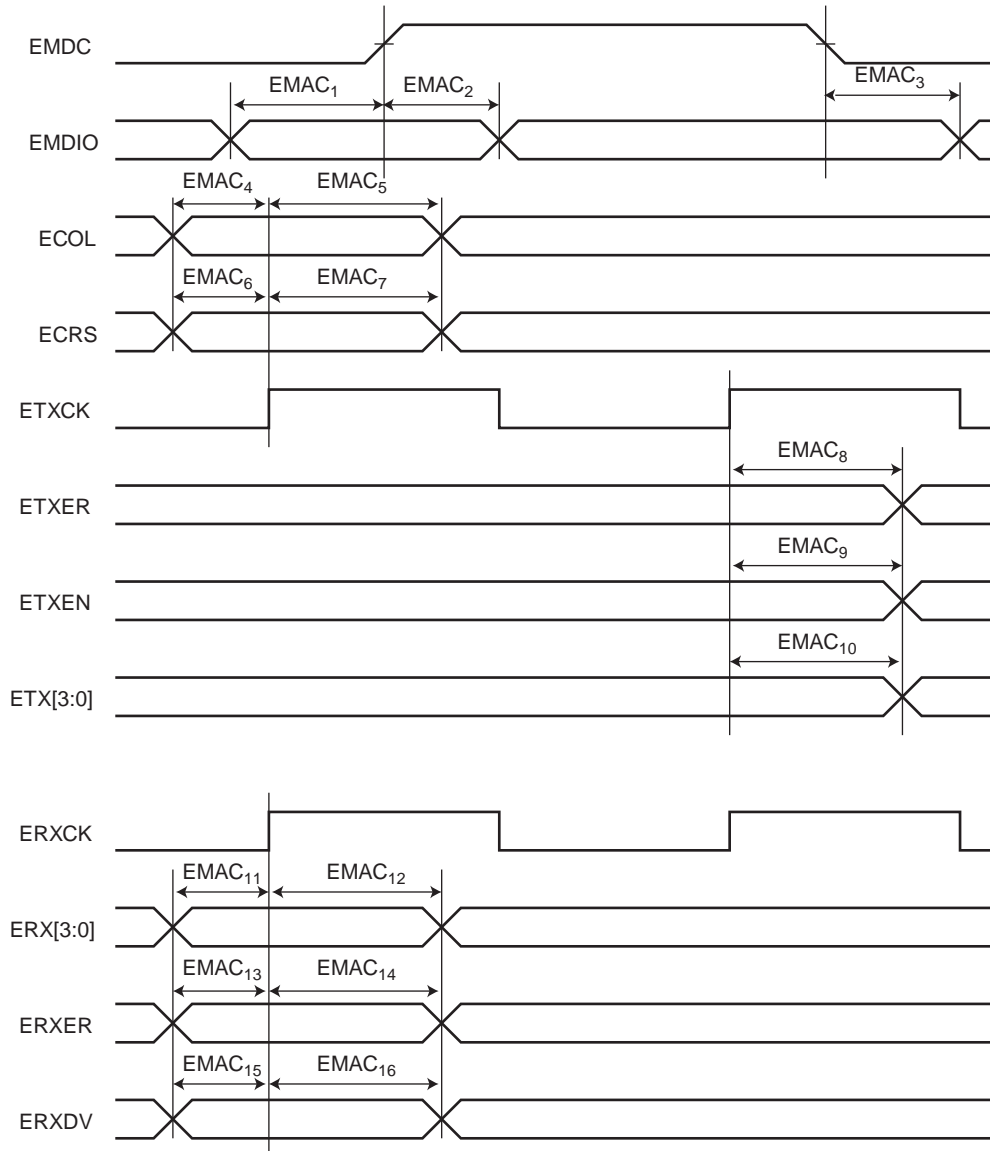 EMDC
EMAC₁ EMAC₂ EMAC₃
EMDIO
EMAC₄ EMAC₅
ECOL
EMAC₆ EMAC₇
ECRS
ETXCK
EMAC₈
ETXER
EMAC₉
ETXEN
EMAC₁₀
ETX[3:0]
ERXCK
EMAC₁₁ EMAC₁₂
ERX[3:0]
EMAC₁₃ EMAC₁₄
ERXER
EMAC₁₅ EMAC₁₆
ERXDV